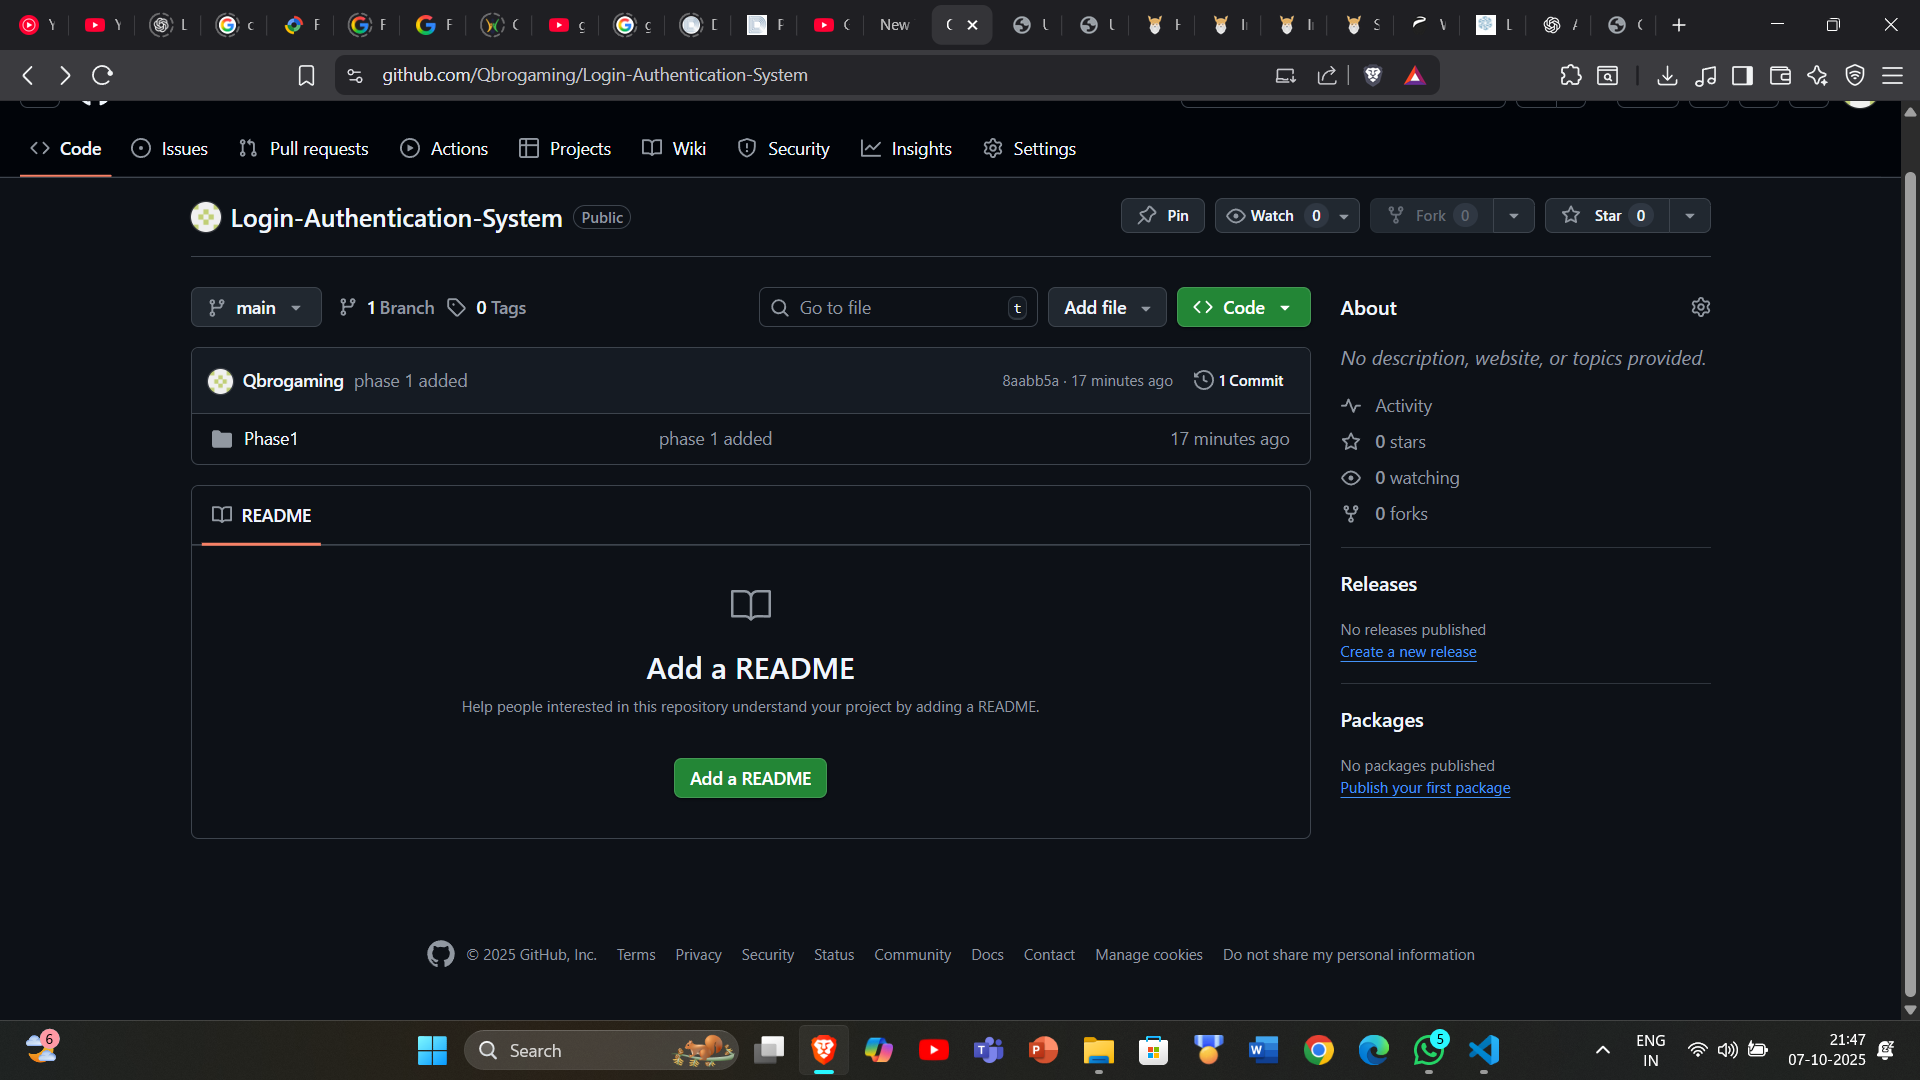 Y
Y
L
F
F
F
New
github.com/Qbrogaming/Login-Authentication-System
Code Issues Pull requests Actions Projects Wiki Security Insights Settings
Login-Authentication-System Public
Pin Watch 0 Fork 0 Star 0
main 1 Branch 0 Tags Go to file t Add file Code
Qbrogaming phase 1 added 8aabb5a · 17 minutes ago 1 Commit
Phase1 phase 1 added 17 minutes ago
README
Add a README
Help people interested in this repository understand your project by adding a README.
Add a README
About
No description, website, or topics provided.
Activity
0 stars
0 watching
0 forks
Releases
No releases published
Create a new release
Packages
No packages published
Publish your first package
© 2025 GitHub, Inc. Terms Privacy Security Status Community Docs Contact Manage cookies Do not share my personal information
6
Search
5
ENG
IN
21:47
07-10-2025